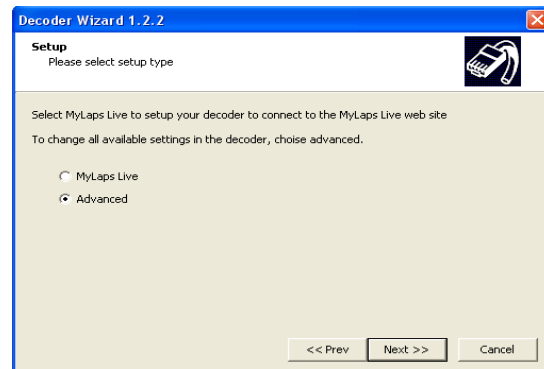 Decoder Wizard 1.2.2
Setup
Please select setup type
Select MyLaps Live to setup your decoder to connect to the MyLaps Live web site
To change all available settings in the decoder, choise advanced.
MyLaps Live
Advanced
<< Prev Next >> Cancel